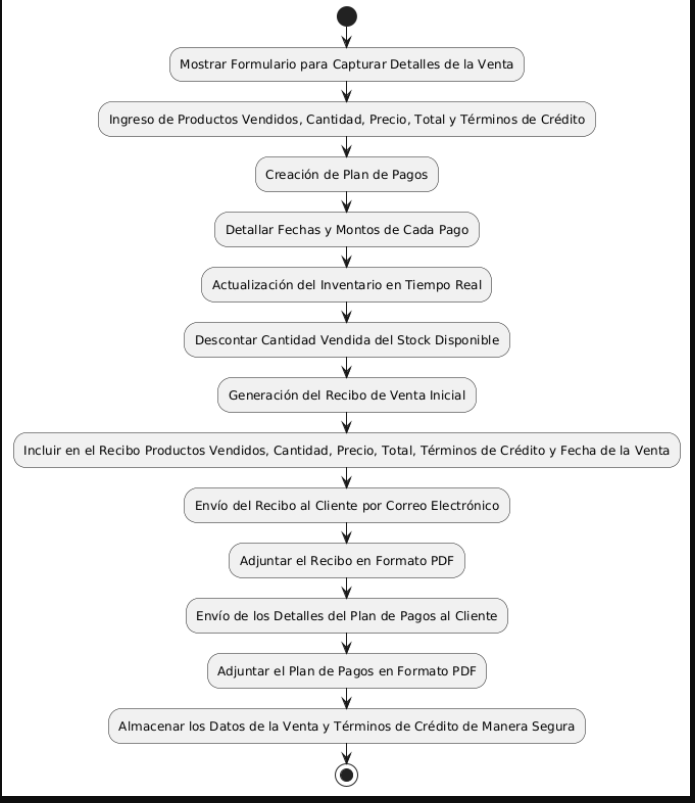 Mostrar Formulario para Capturar Detalles de la Venta
Ingreso de Productos Vendidos, Cantidad, Precio, Total y Términos de Crédito
Creación de Plan de Pagos
Detallar Fechas y Montos de Cada Pago
Actualización del Inventario en Tiempo Real
Descontar Cantidad Vendida del Stock Disponible
Generación del Recibo de Venta Inicial
Incluir en el Recibo Productos Vendidos, Cantidad, Precio, Total, Términos de Crédito y Fecha de la Venta
Envío del Recibo al Cliente por Correo Electrónico
Adjuntar el Recibo en Formato PDF
Envío de los Detalles del Plan de Pagos al Cliente
Adjuntar el Plan de Pagos en Formato PDF
Almacenar los Datos de la Venta y Términos de Crédito de Manera Segura